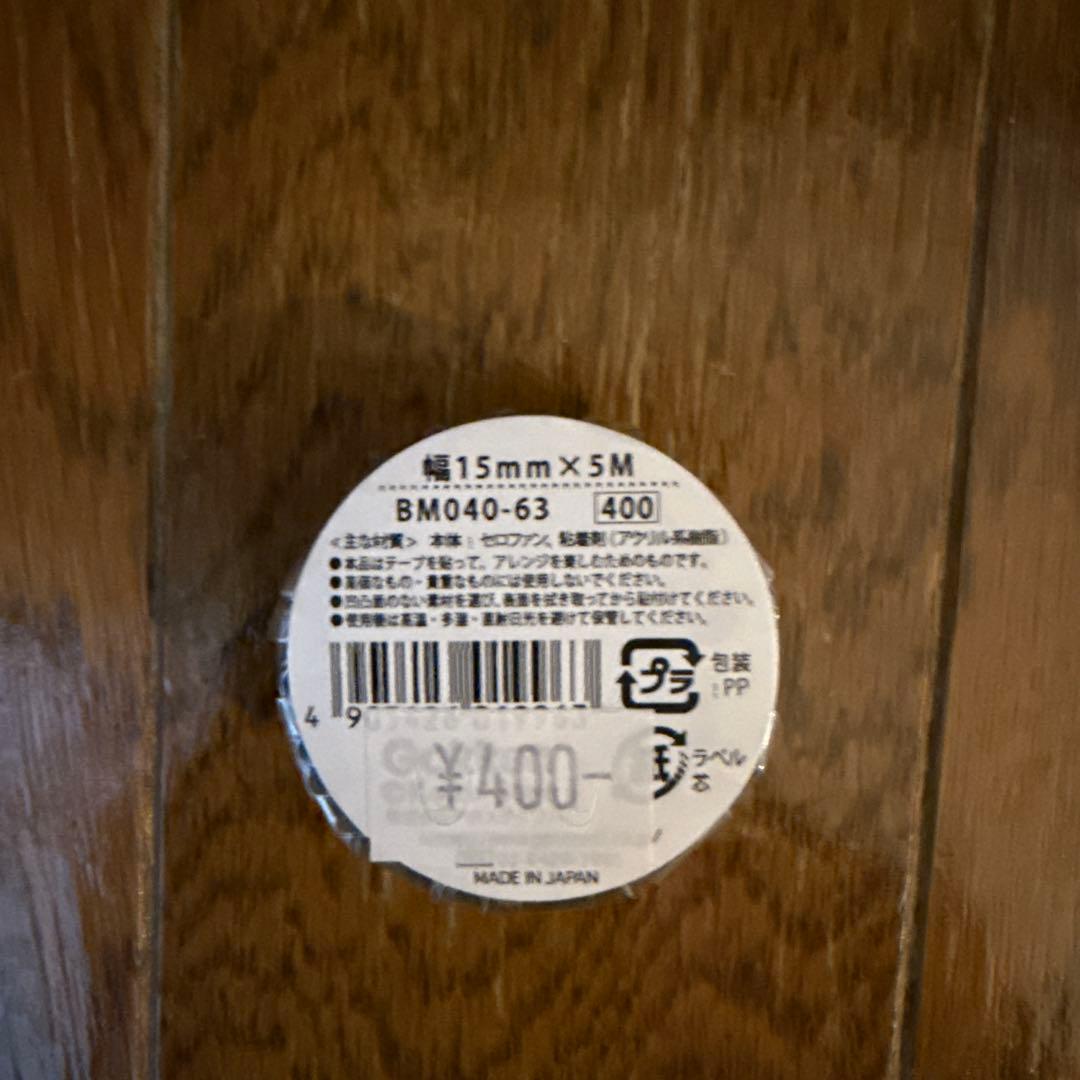 幅15mm×5M
BM040-63 400
<主な材質> 本体：セロファン、粘着剤(アクリル系樹脂)
●本品はテープを貼って、アレンジを楽しむためのものです。
●高価なもの・貴重なものには使用しないでください。
●凹凸面のない素材を選び、表面を拭き取ってから貼付けてください。
●使用後は高温・多湿・直射日光を避けて保管してください。
プラ 包装
:PP
4 9
ラベル
芯
¥400-
MADE IN JAPAN